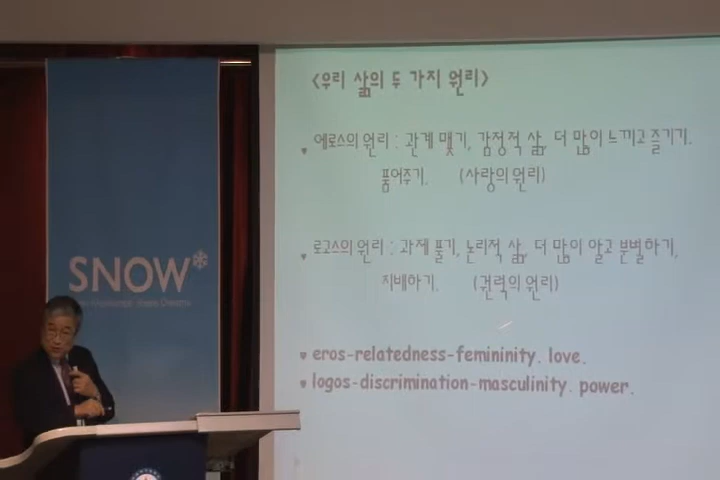 <우리 삶의 두 가지 원리>
에로스의 원리 : 관계 맺기, 감정적 삶, 더 많이 느끼고 즐기기.
품어주기. (사랑의 원리)
로고스의 원리 : 과제 풀기, 논리적 삶, 더 많이 알고 분별하기,
지배하기. (권력의 원리)
eros-relatedness-femininity. love.
logos-discrimination-masculinity. power.
SNOW